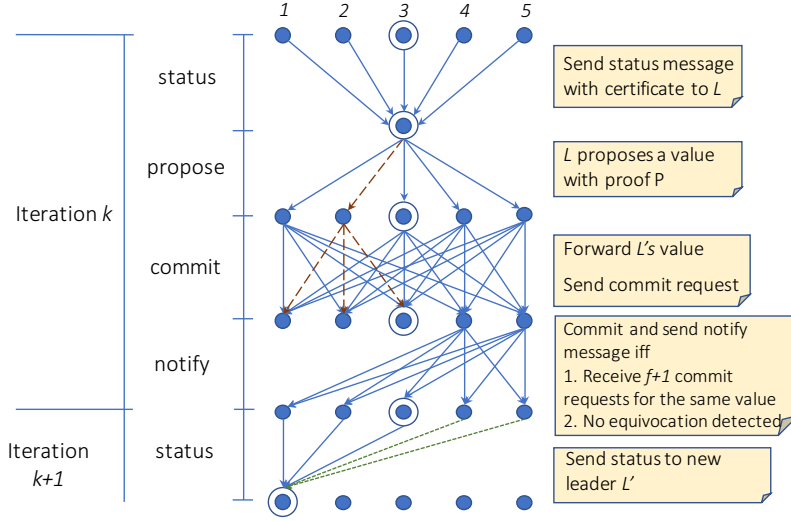 1 2 3 4 5
status
Send status message
with certificate to L
propose
L proposes a value
with proof P
Iteration k
commit
Forward L's value
Send commit request
notify
Commit and send notify
message iff
1. Receive f+1 commit
requests for the same value
2. No equivocation detected
Iteration
k+1
status
Send status to new
leader L'